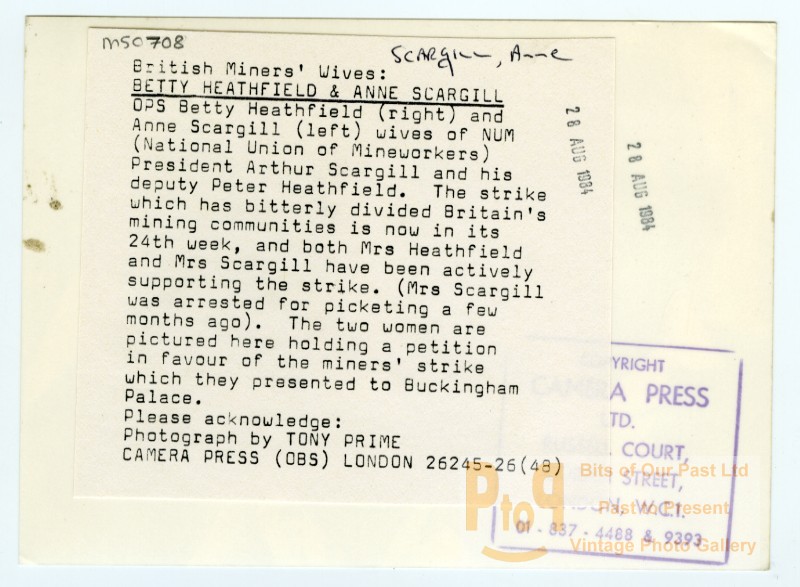 MSO708
SCARGILL, Anne
British Miners' Wives:
BETTY HEATHFIELD & ANNE SCARGILL
OPS Betty Heathfield (right) and
Anne Scargill (left) wives of NUM
(National Union of Mineworkers)
President Arthur Scargill and his
deputy Peter Heathfield. The strike
which has bitterly divided Britain's
mining communities is now in its
24th week, and both Mrs Heathfield
and Mrs Scargill have been actively
supporting the strike. (Mrs Scargill
was arrested for picketing a few
months ago). The two women are
pictured here holding a petition
in favour of the miners' strike
which they presented to Buckingham
Palace.
Please acknowledge:
Photograph by TONY PRIME
CAMERA PRESS (OBS) LONDON 26245-26(48)
28 AUG 1984
28 AUG 1984
YRIGHT
CAMERA PRESS
LTD.
COURT,
STREET,
W.C.1.
01-837-4488 & 9393
PtoP
Bits of Our Past Ltd
Past to Present
Vintage Photo Gallery